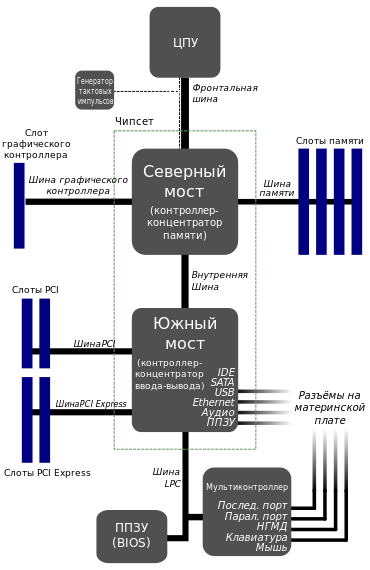 ЦПУ
Генератор
тактовых
импульсов
Фронтальная
шина
Чипсет
Слот
графического
контроллера
Слоты памяти
Северный
мост
(контроллер-
концентратор
памяти)
Шина графического
контроллера
Шина
памяти
Внутренняя
Шина
Слоты PCI
Южный
мост
(контроллер-
концентратор
ввода-вывода)
ШинаPCI
IDE
SATA
USB
Ethernet
Аудио
ППЗУ
Разъёмы на
материнской
плате
ШинаPCI Express
Слоты PCI Express
Шина
LPC
Мультиконтроллер
Послед. порт
Парал. порт
НГМД
Клавиатура
Мышь
ППЗУ
(BIOS)